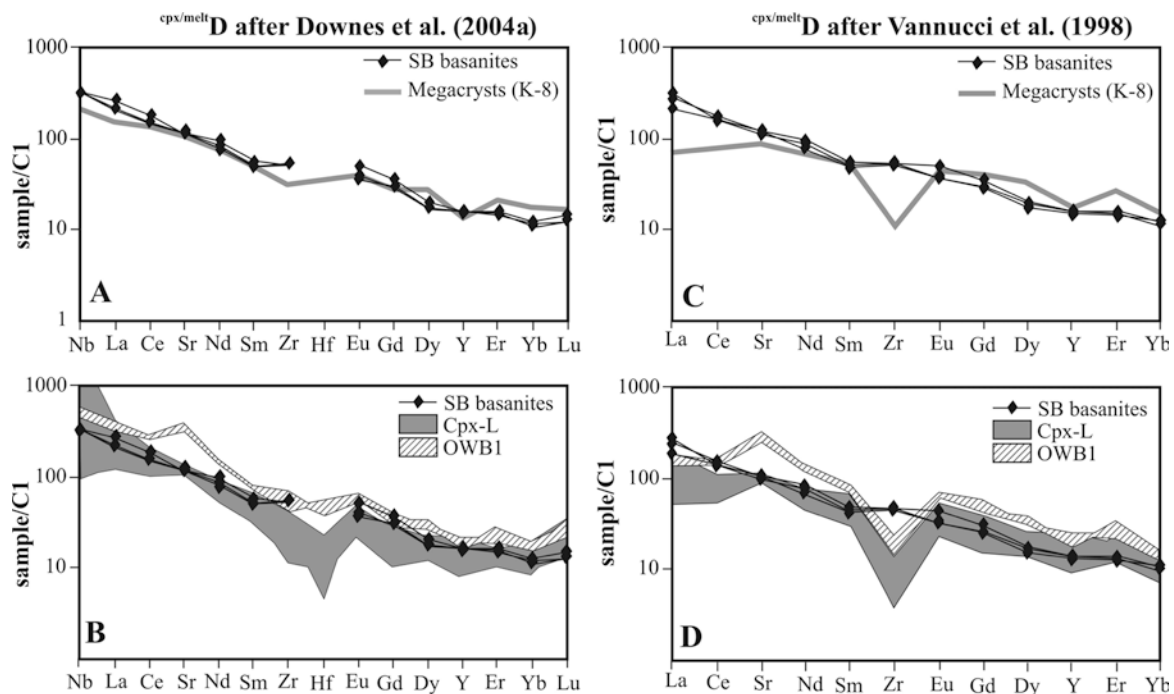 cpx/meltD after Downes et al. (2004a)
cpx/meltD after Vannucci et al. (1998)
1000
100
10
1
sample/C1
SB basanites
Megacrysts (K-8)
A
Nb La Ce Sr Nd Sm Zr Hf Eu Gd Dy Y Er Yb Lu
1000
100
10
sample/C1
SB basanites
Megacrysts (K-8)
C
La Ce Sr Nd Sm Zr Eu Gd Dy Y Er Yb
1000
100
10
sample/C1
SB basanites
Cpx-L
OWB1
B
Nb La Ce Sr Nd Sm Zr Hf Eu Gd Dy Y Er Yb Lu
1000
100
10
sample/C1
SB basanites
Cpx-L
OWB1
D
La Ce Sr Nd Sm Zr Eu Gd Dy Y Er Yb